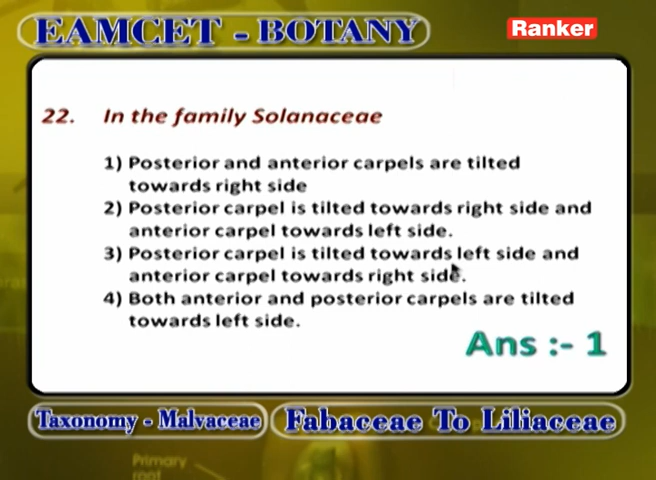 EAMCET - BOTANY
Ranker
22. In the family Solanaceae
1) Posterior and anterior carpels are tilted
towards right side
2) Posterior carpel is tilted towards right side and
anterior carpel towards left side.
3) Posterior carpel is tilted towards left side and
anterior carpel towards right side.
4) Both anterior and posterior carpels are tilted
towards left side.
Ans :- 1
Taxonomy - Malvaceae
Fabaceae To Liliaceae
Primary
root